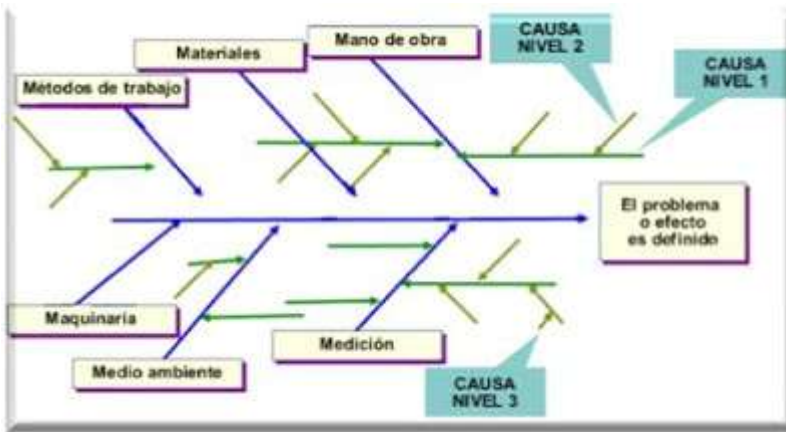 Materiales
Mano de obra
CAUSA
NIVEL 2
CAUSA
NIVEL 1
Métodos de trabajo
El problema
o efecto
es definido
Maquinaria
Medio ambiente
Medición
CAUSA
NIVEL 3